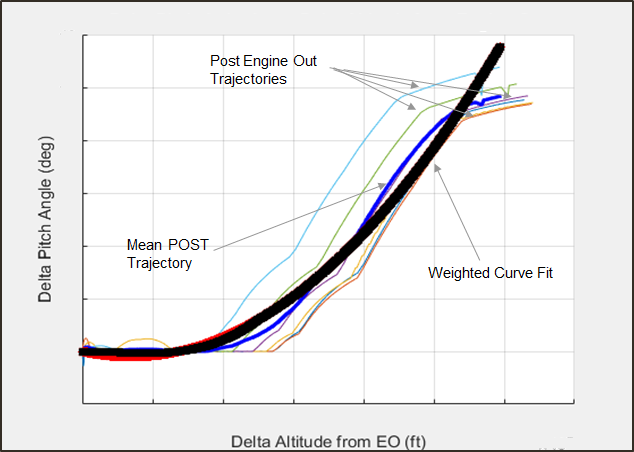 Post Engine Out
Trajectories
Delta Pitch Angle (deg)
Mean POST
Trajectory
Weighted Curve Fit
Delta Altitude from EO (ft)